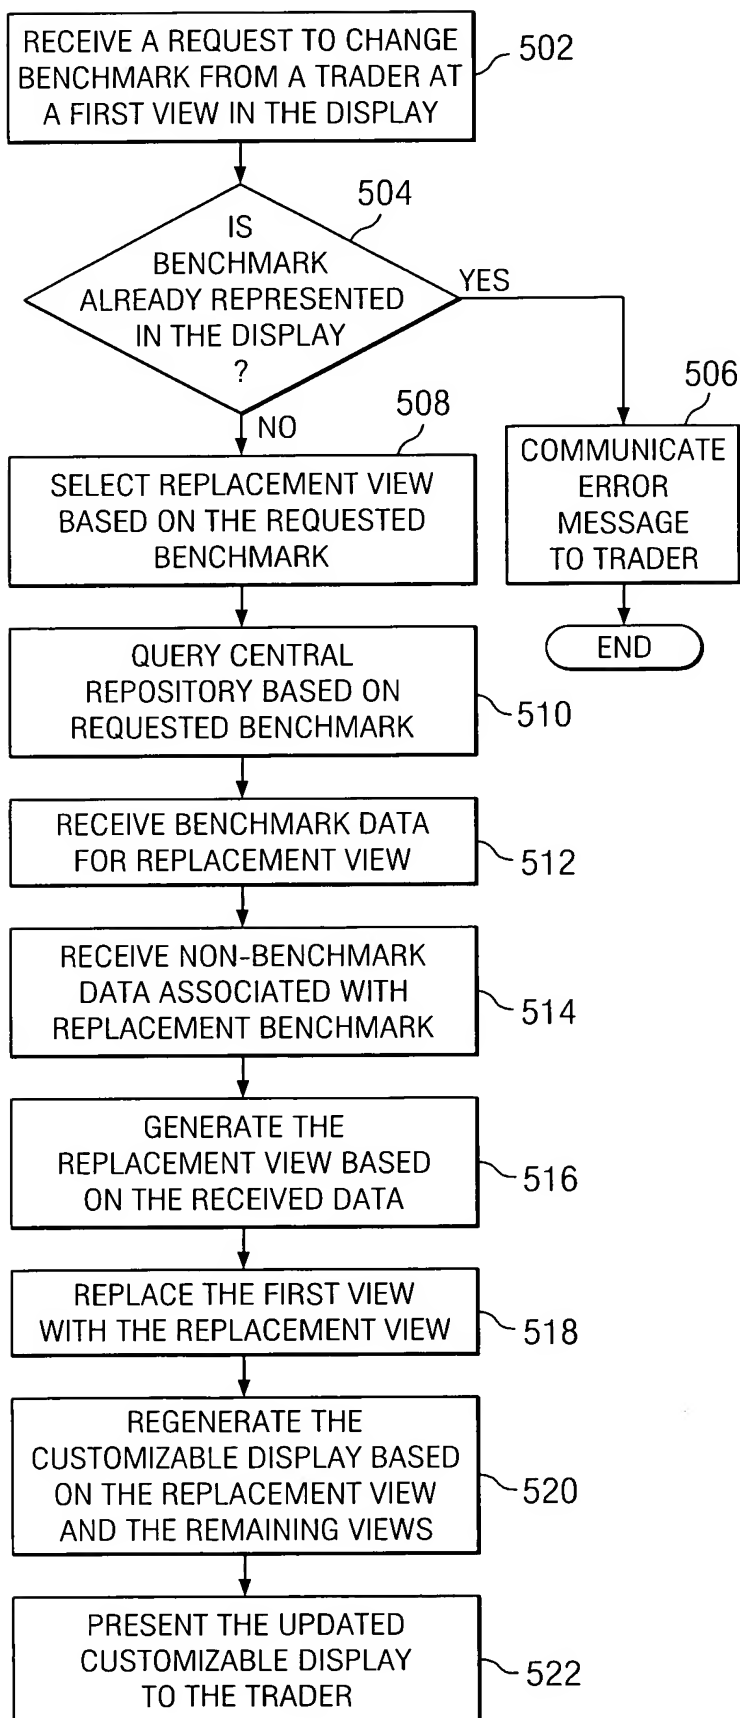 RECEIVE A REQUEST TO CHANGE
BENCHMARK FROM A TRADER AT
A FIRST VIEW IN THE DISPLAY
502
504
IS
BENCHMARK
ALREADY REPRESENTED
IN THE DISPLAY
?
YES
NO
506
COMMUNICATE
ERROR
MESSAGE
TO TRADER
END
508
SELECT REPLACEMENT VIEW
BASED ON THE REQUESTED
BENCHMARK
QUERY CENTRAL
REPOSITORY BASED ON
REQUESTED BENCHMARK
510
RECEIVE BENCHMARK DATA
FOR REPLACEMENT VIEW
512
RECEIVE NON-BENCHMARK
DATA ASSOCIATED WITH
REPLACEMENT BENCHMARK
514
GENERATE THE
REPLACEMENT VIEW BASED
ON THE RECEIVED DATA
516
REPLACE THE FIRST VIEW
WITH THE REPLACEMENT VIEW
518
REGENERATE THE
CUSTOMIZABLE DISPLAY BASED
ON THE REPLACEMENT VIEW
AND THE REMAINING VIEWS
520
PRESENT THE UPDATED
CUSTOMIZABLE DISPLAY
TO THE TRADER
522